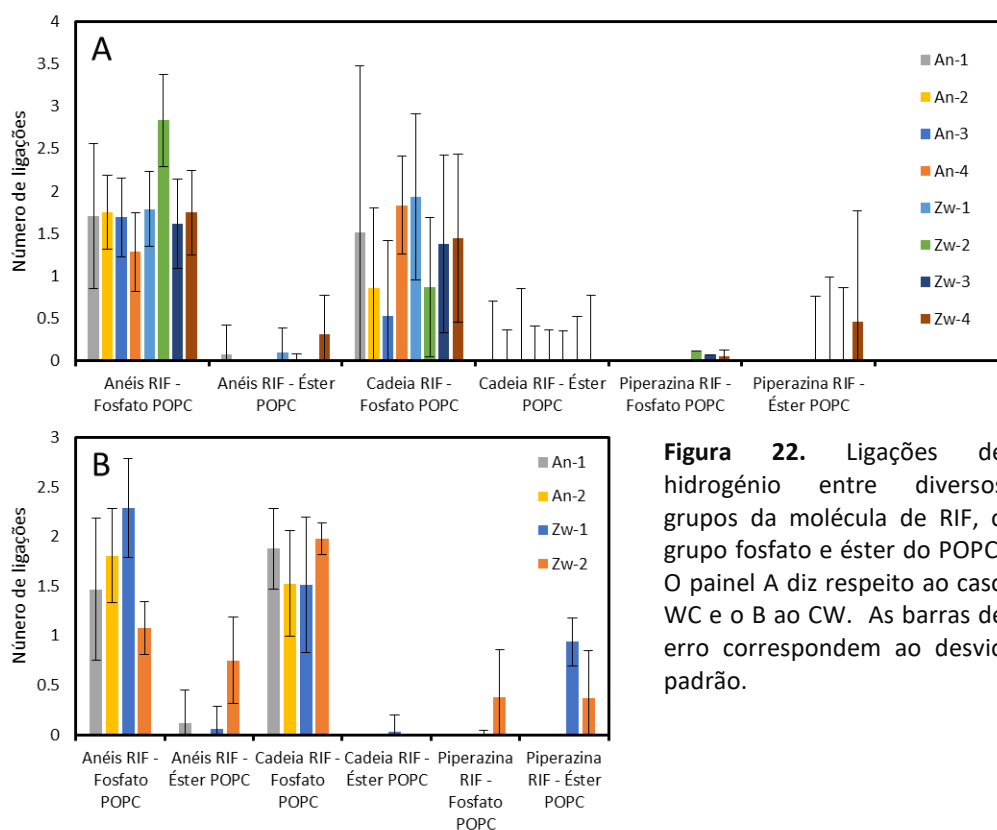 A
4
3.5
3
2.5
2
1.5
1
0.5
0
Número de ligações
Anéis RIF -
Fosfato POPC
Anéis RIF - Éster
POPC
Cadeia RIF -
Fosfato POPC
Cadeia RIF - Éster
POPC
Piperazina RIF -
Fosfato POPC
Piperazina RIF -
Éster POPC
An-1
An-2
An-3
An-4
Zw-1
Zw-2
Zw-3
Zw-4
B
3
2.5
2
1.5
1
0.5
0
Núnero de ligações
Anéis RIF -
Fosfato
POPC
Anéis RIF -
Éster POPC
Cadeia RIF -
Fosfato
POPC
Cadeia RIF -
Éster POPC
Piperazina
RIF -
Fosfato
POPC
Piperazina
RIF - Éster
POPC
An-1
An-2
Zw-1
Zw-2
Figura 22. Ligações de
hidrogénio entre diversos
grupos da molécula de RIF, o
grupo fosfato e éster do POPC
O painel A diz respeito ao caso
WC e o B ao CW. As barras de
erro correspondem ao desvio
padrão.